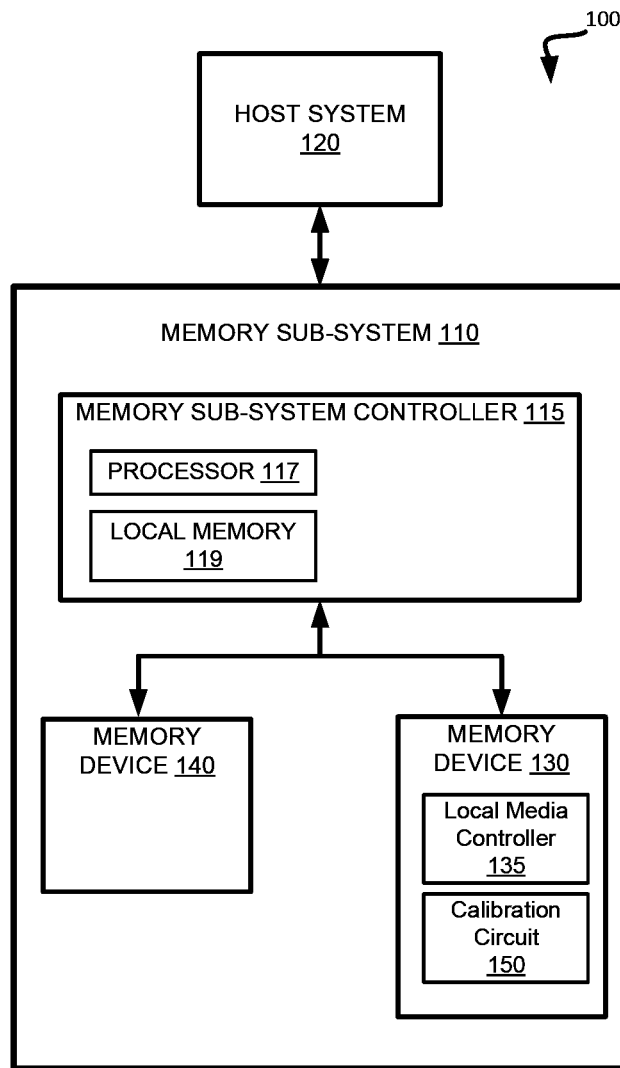 100
HOST SYSTEM
120
MEMORY SUB-SYSTEM 110
MEMORY SUB-SYSTEM CONTROLLER 115
PROCESSOR 117
LOCAL MEMORY
119
MEMORY
DEVICE 140
MEMORY
DEVICE 130
Local Media
Controller
135
Calibration
Circuit
150